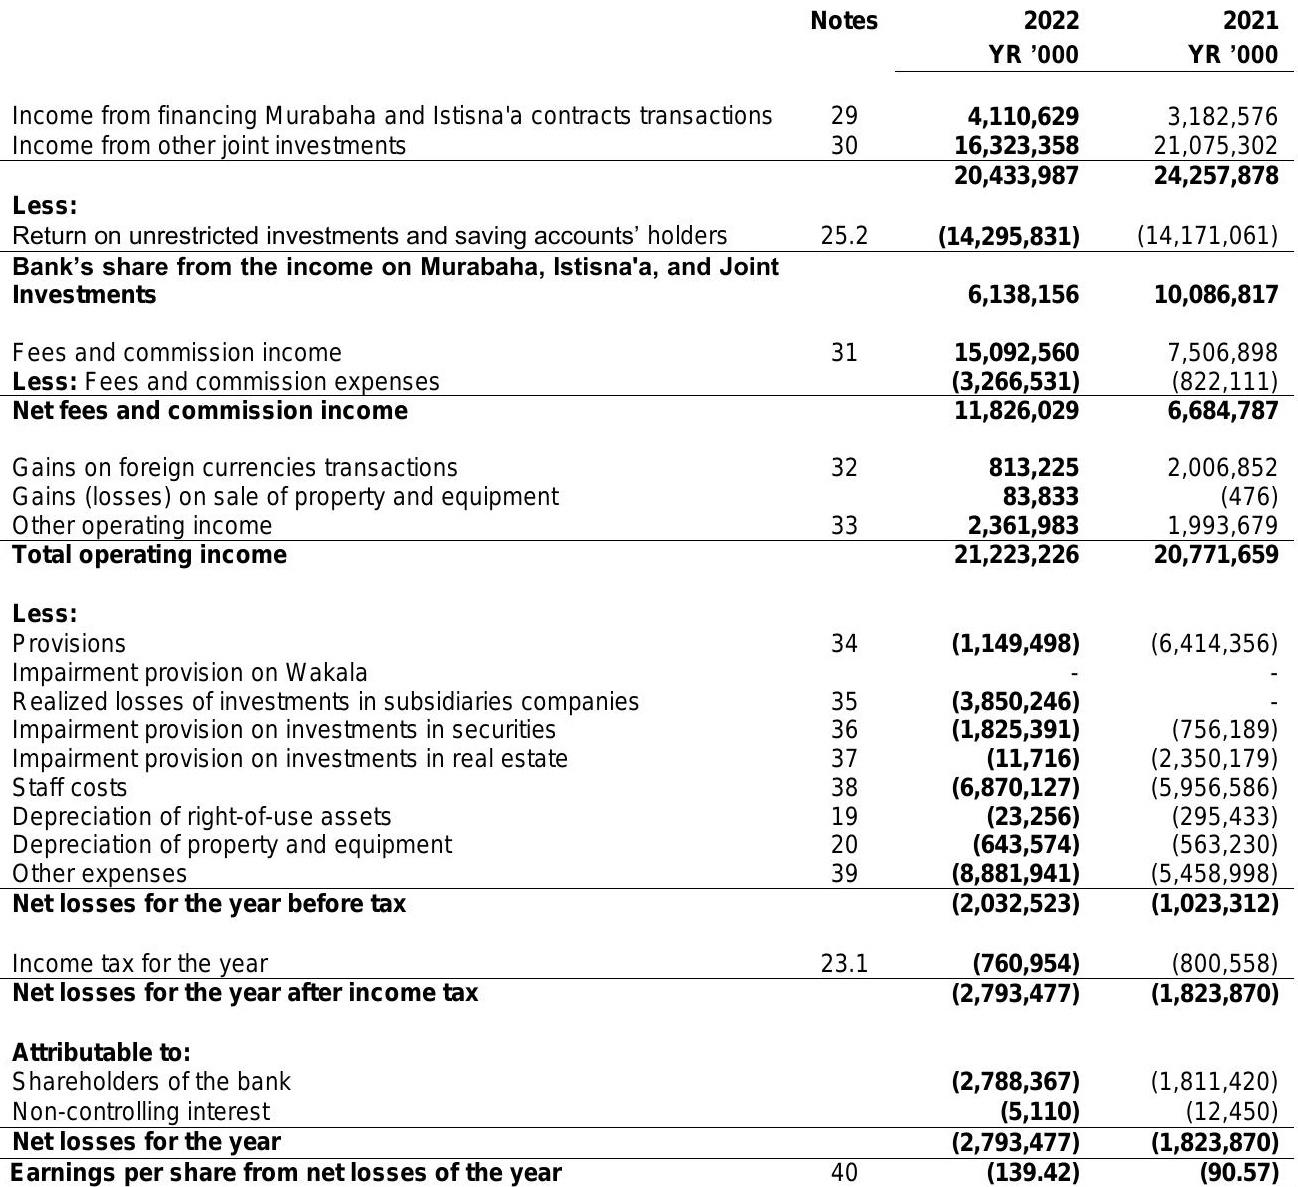 Notes 2022 2021
YR ’000 YR ’000
Income from financing Murabaha and Istisna'a contracts transactions 29 4,110,629 3,182,576
Income from other joint investments 30 16,323,358 21,075,302
20,433,987 24,257,878
Less:
Return on unrestricted investments and saving accounts’ holders 25.2 (14,295,831) (14,171,061)
Bank’s share from the income on Murabaha, Istisna'a, and Joint
Investments 6,138,156 10,086,817
Fees and commission income 31 15,092,560 7,506,898
Less: Fees and commission expenses (3,266,531) (822,111)
Net fees and commission income 11,826,029 6,684,787
Gains on foreign currencies transactions 32 813,225 2,006,852
Gains (losses) on sale of property and equipment 83,833 (476)
Other operating income 33 2,361,983 1,993,679
Total operating income 21,223,226 20,771,659
Less:
Provisions 34 (1,149,498) (6,414,356)
Impairment provision on Wakala - -
Realized losses of investments in subsidiaries companies 35 (3,850,246) -
Impairment provision on investments in securities 36 (1,825,391) (756,189)
Impairment provision on investments in real estate 37 (11,716) (2,350,179)
Staff costs 38 (6,870,127) (5,956,586)
Depreciation of right-of-use assets 19 (23,256) (295,433)
Depreciation of property and equipment 20 (643,574) (563,230)
Other expenses 39 (8,881,941) (5,458,998)
Net losses for the year before tax (2,032,523) (1,023,312)
Income tax for the year 23.1 (760,954) (800,558)
Net losses for the year after income tax (2,793,477) (1,823,870)
Attributable to:
Shareholders of the bank (2,788,367) (1,811,420)
Non-controlling interest (5,110) (12,450)
Net losses for the year (2,793,477) (1,823,870)
Earnings per share from net losses of the year 40 (139.42) (90.57)